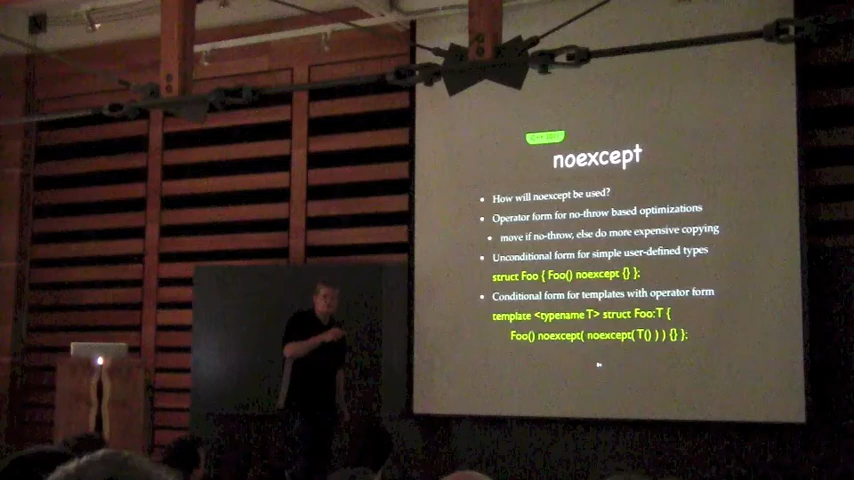 C++ 2011
noexcept
• How will noexcept be used?
• Operator form for no-throw based optimizations
• move if no-throw, else do more expensive copying
• Unconditional form for simple user-defined types
struct Foo { Foo() noexcept {} };
• Conditional form for templates with operator form
template <typename T> struct Foo:T {
Foo() noexcept( noexcept( T() ) ) {} };